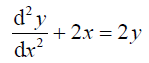 d²y/dx² + 2x = 2y